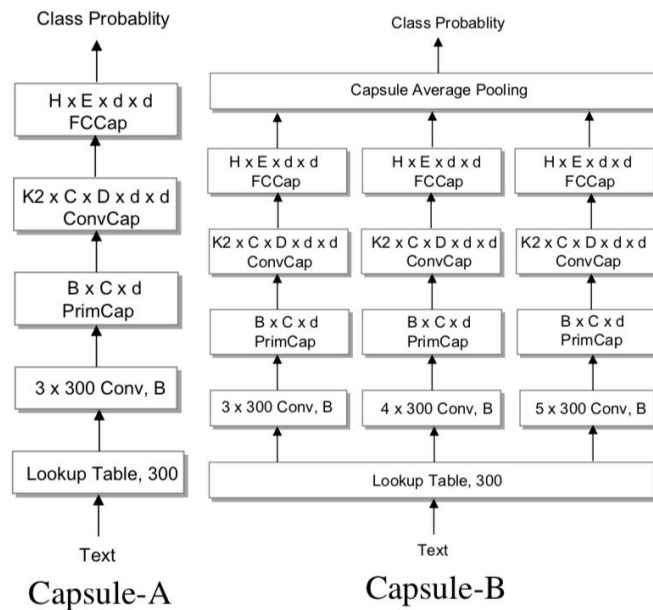 Class Probablity
H x E x d x d
FCCap
K2 x C x D x d x d
ConvCap
B x C x d
PrimCap
3 x 300 Conv, B
Lookup Table, 300
Text
Capsule-A
Class Probablity
Capsule Average Pooling
H x E x d x d
FCCap
H x E x d x d
FCCap
H x E x d x d
FCCap
K2 x C x D x d x d
ConvCap
K2 x C x D x d x d
ConvCap
K2 x C x D x d x d
ConvCap
B x C x d
PrimCap
B x C x d
PrimCap
B x C x d
PrimCap
3 x 300 Conv, B
4 x 300 Conv, B
5 x 300 Conv, B
Lookup Table, 300
Text
Capsule-B